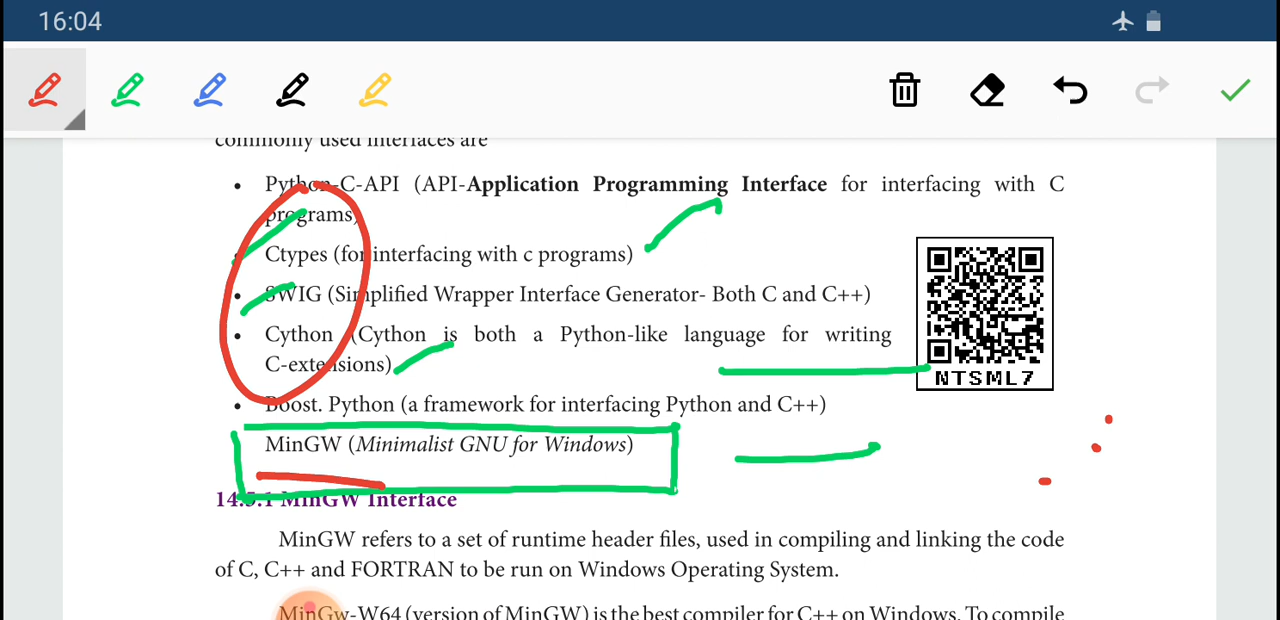 16:04
commonly used interfaces are
• Python-C-API (API-Application Programming Interface for interfacing with C
programs)
• Ctypes (for interfacing with c programs)
• SWIG (Simplified Wrapper Interface Generator- Both C and C++)
• Cython (Cython is both a Python-like language for writing
C-extensions)
• Boost. Python (a framework for interfacing Python and C++)
MinGW (Minimalist GNU for Windows)
NTSML7
14.5.1 MinGW Interface
MinGW refers to a set of runtime header files, used in compiling and linking the code
of C, C++ and FORTRAN to be run on Windows Operating System.
MinGw-W64 (version of MinGW) is the best compiler for C++ on Windows. To compile